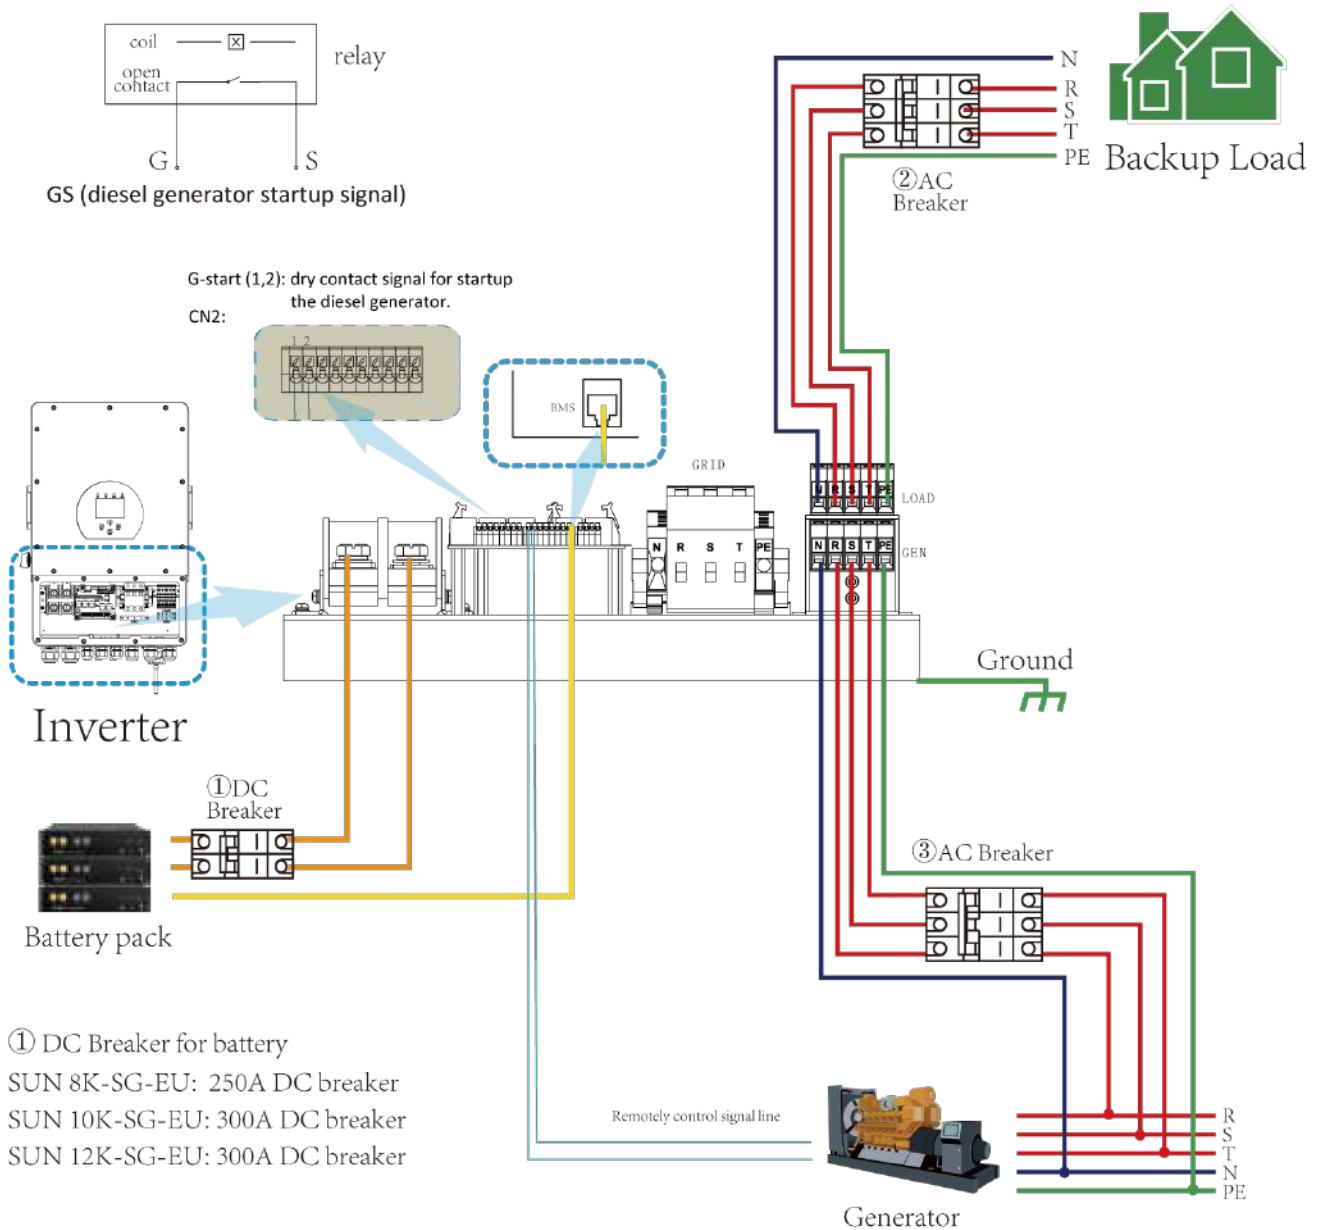 coil
relay
open
contact
G
S
GS (diesel generator startup signal)
N
R
S
T
PE
Backup Load
②AC
Breaker
G-start (1,2): dry contact signal for startup
the diesel generator.
CN2:
1 2
BMS
GRID
N R S T PE
LOAD
N R S T PE
N R S T PE
GEN
Ground
Inverter
①DC
Breaker
③AC Breaker
Battery pack
① DC Breaker for battery
SUN 8K-SG-EU: 250A DC breaker
SUN 10K-SG-EU: 300A DC breaker
SUN 12K-SG-EU: 300A DC breaker
Remotely control signal line
R
S
T
N
PE
Generator